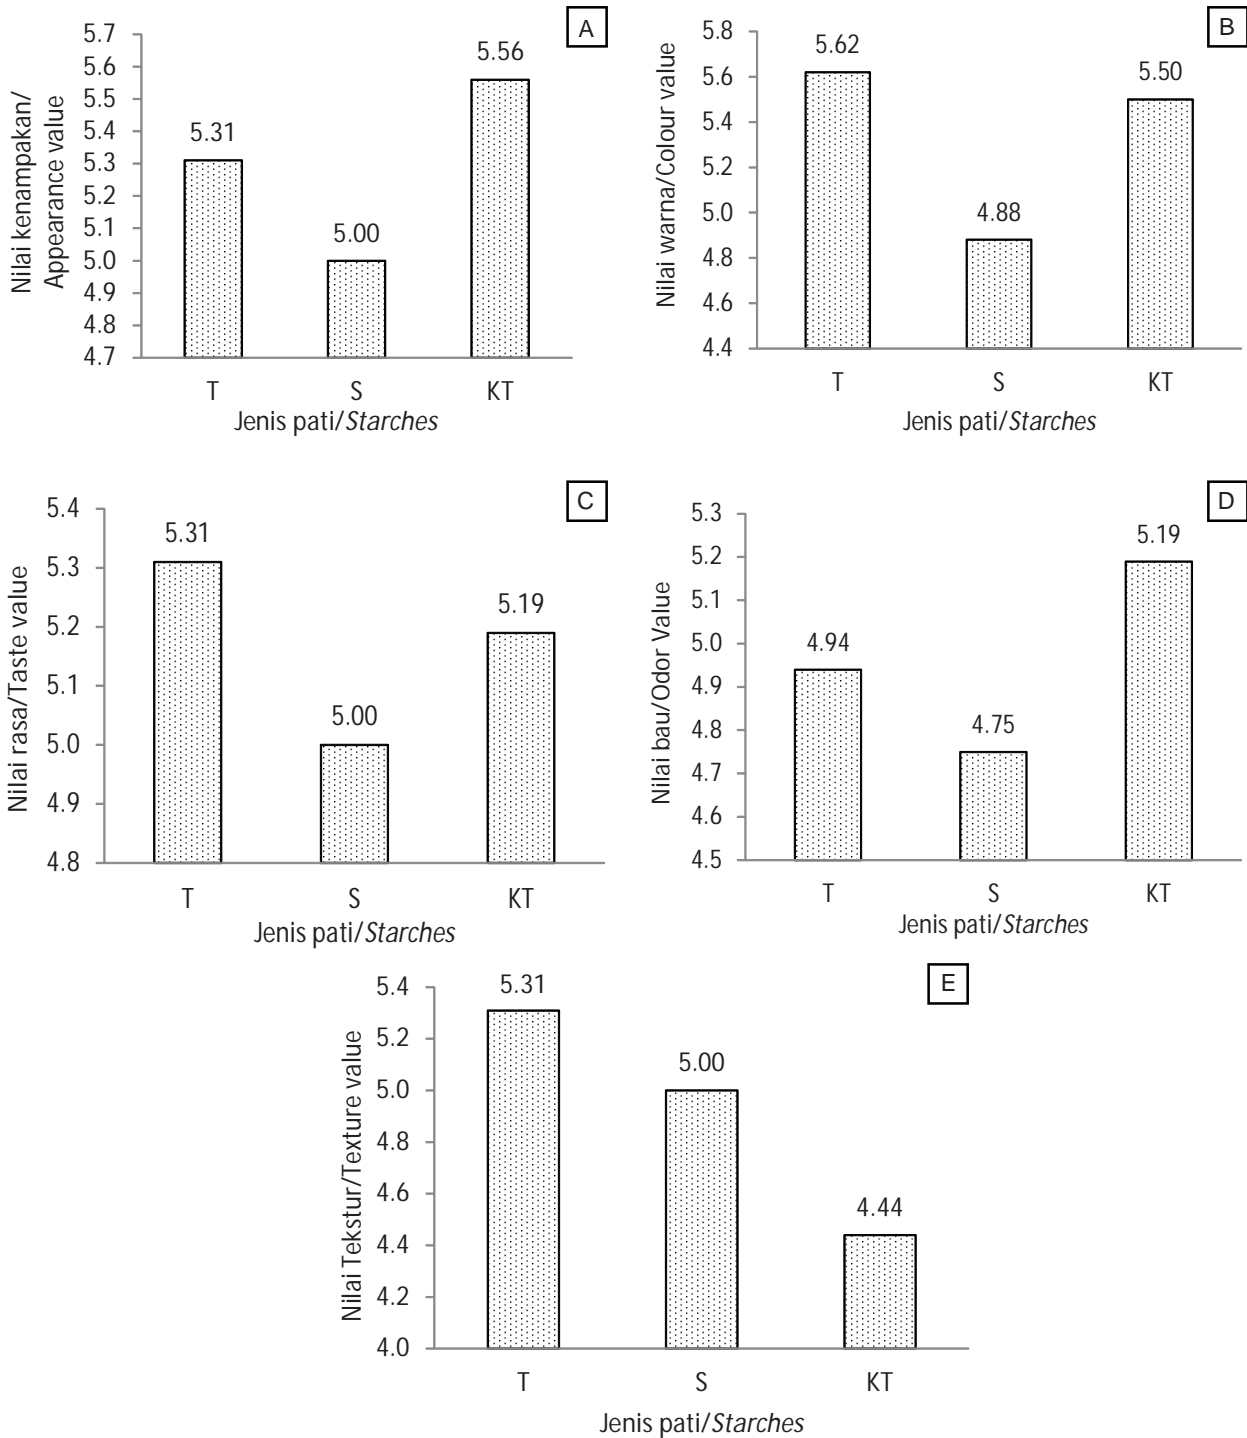 A
Nilai kenampakan/
Appearance value
5.7
5.6
5.5
5.4
5.3
5.2
5.1
5.0
4.9
4.8
4.7
5.31
5.00
5.56
T S KT
Jenis pati/Starches
B
Nilai warna/Colour value
5.8
5.6
5.4
5.2
5.0
4.8
4.6
4.4
5.62
4.88
5.50
T S KT
Jenis pati/Starches
C
Nilai rasa/Taste value
5.4
5.3
5.2
5.1
5.0
4.9
4.8
5.31
5.00
5.19
T S KT
Jenis pati/Starches
D
Nilai bau/Odor Value
5.3
5.2
5.1
5.0
4.9
4.8
4.7
4.6
4.5
4.94
4.75
5.19
T S KT
Jenis pati/Starches
E
Nilai Tekstur/Texture value
5.4
5.2
5.0
4.8
4.6
4.4
4.2
4.0
5.31
5.00
4.44
T S KT
Jenis pati/Starches